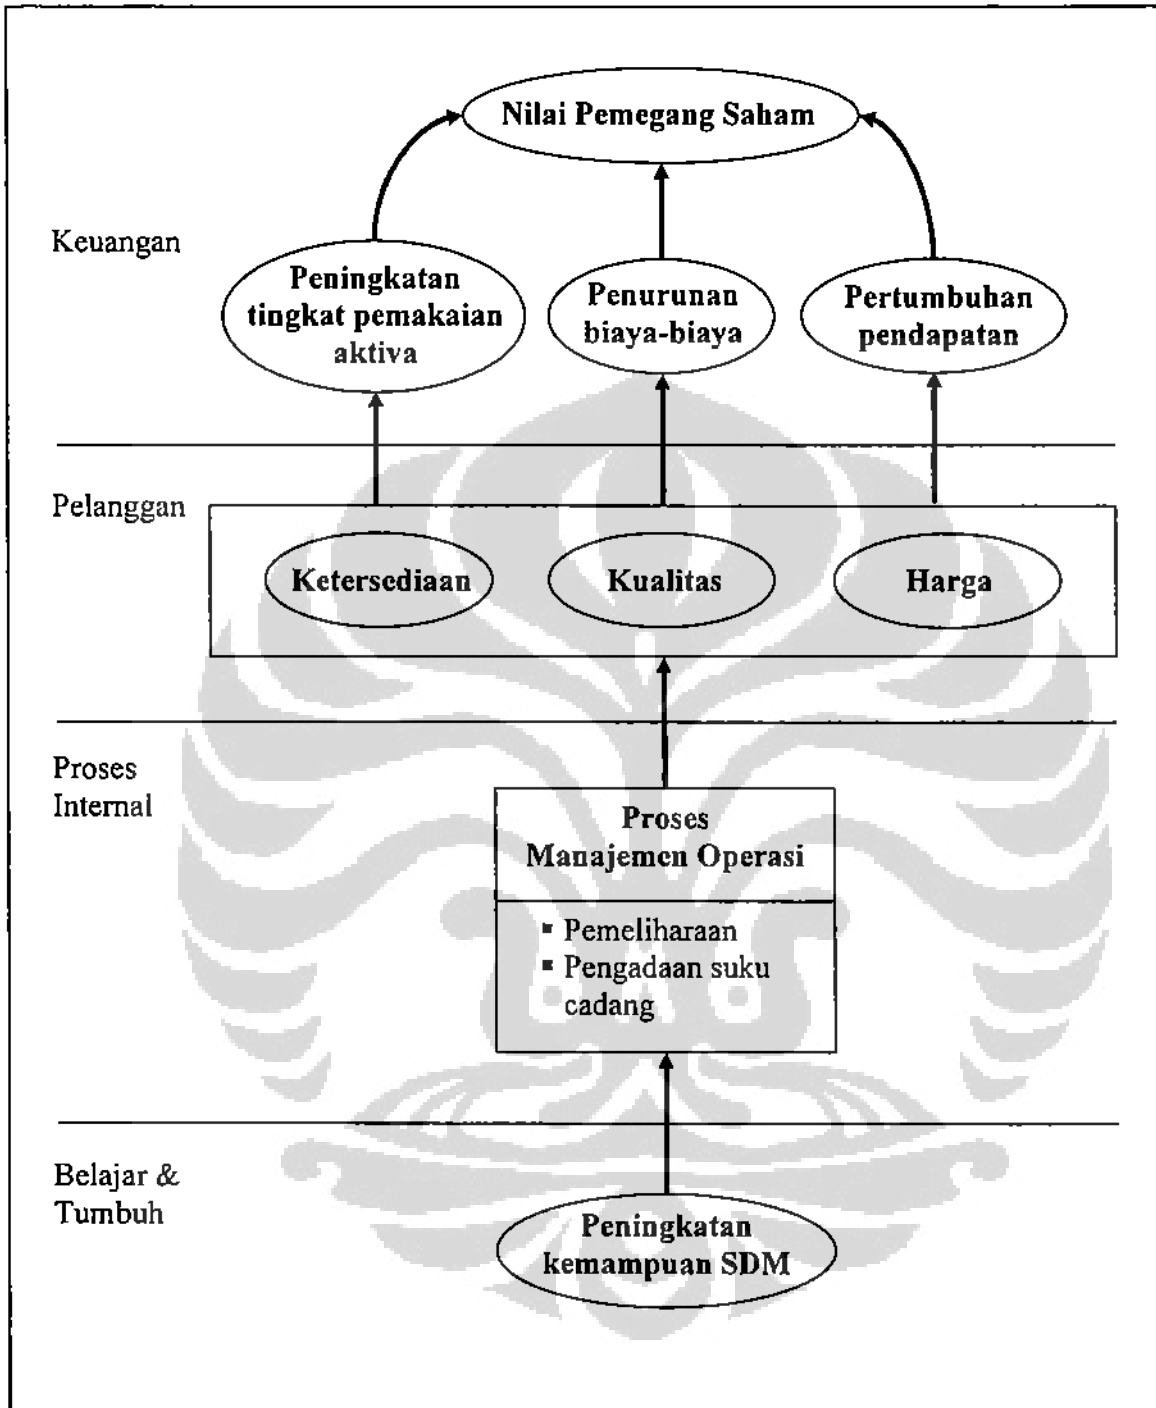 Nilai Pemegang Saham
Keuangan
Peningkatan
tingkat pemakaian
aktiva
Penurunan
biaya-biaya
Pertumbuhan
pendapatan
Pelanggan
Ketersediaan
Kualitas
Harga
Proses
Internal
Proses
Manajemen Operasi
▪ Pemeliharaan
▪ Pengadaan suku
cadang
Belajar &
Tumbuh
Peningkatan
kemampuan SDM